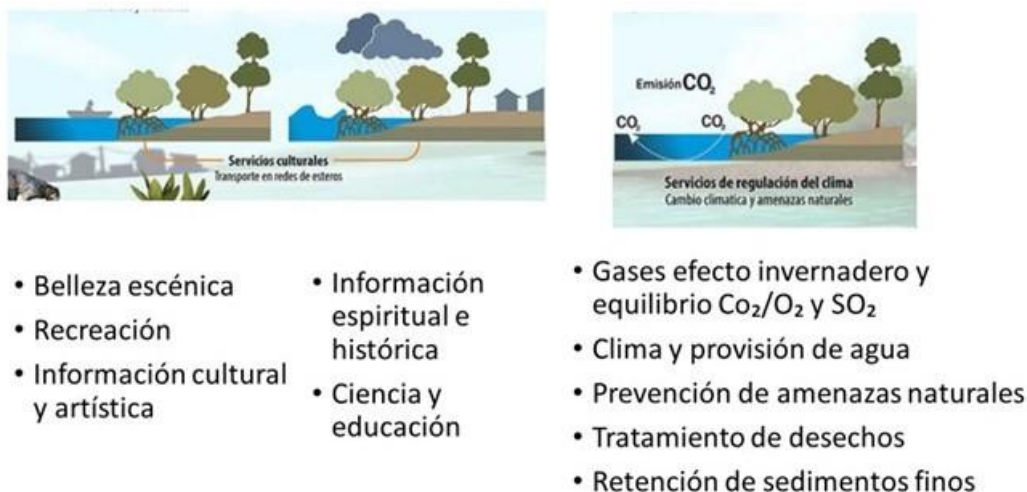 Servicios culturales
Transporte en redes de esteros
Emisión CO₂
CO₂
CO₂
Servicios de regulación del clima
Cambio climatica y amenazas naturales
• Belleza escénica
• Recreación
• Información cultural
y artística
• Información
espiritual e
histórica
• Ciencia y
educación
• Gases efecto invernadero y
equilibrio Co₂/O₂ y SO₂
• Clima y provisión de agua
• Prevención de amenazas naturales
• Tratamiento de desechos
• Retención de sedimentos finos